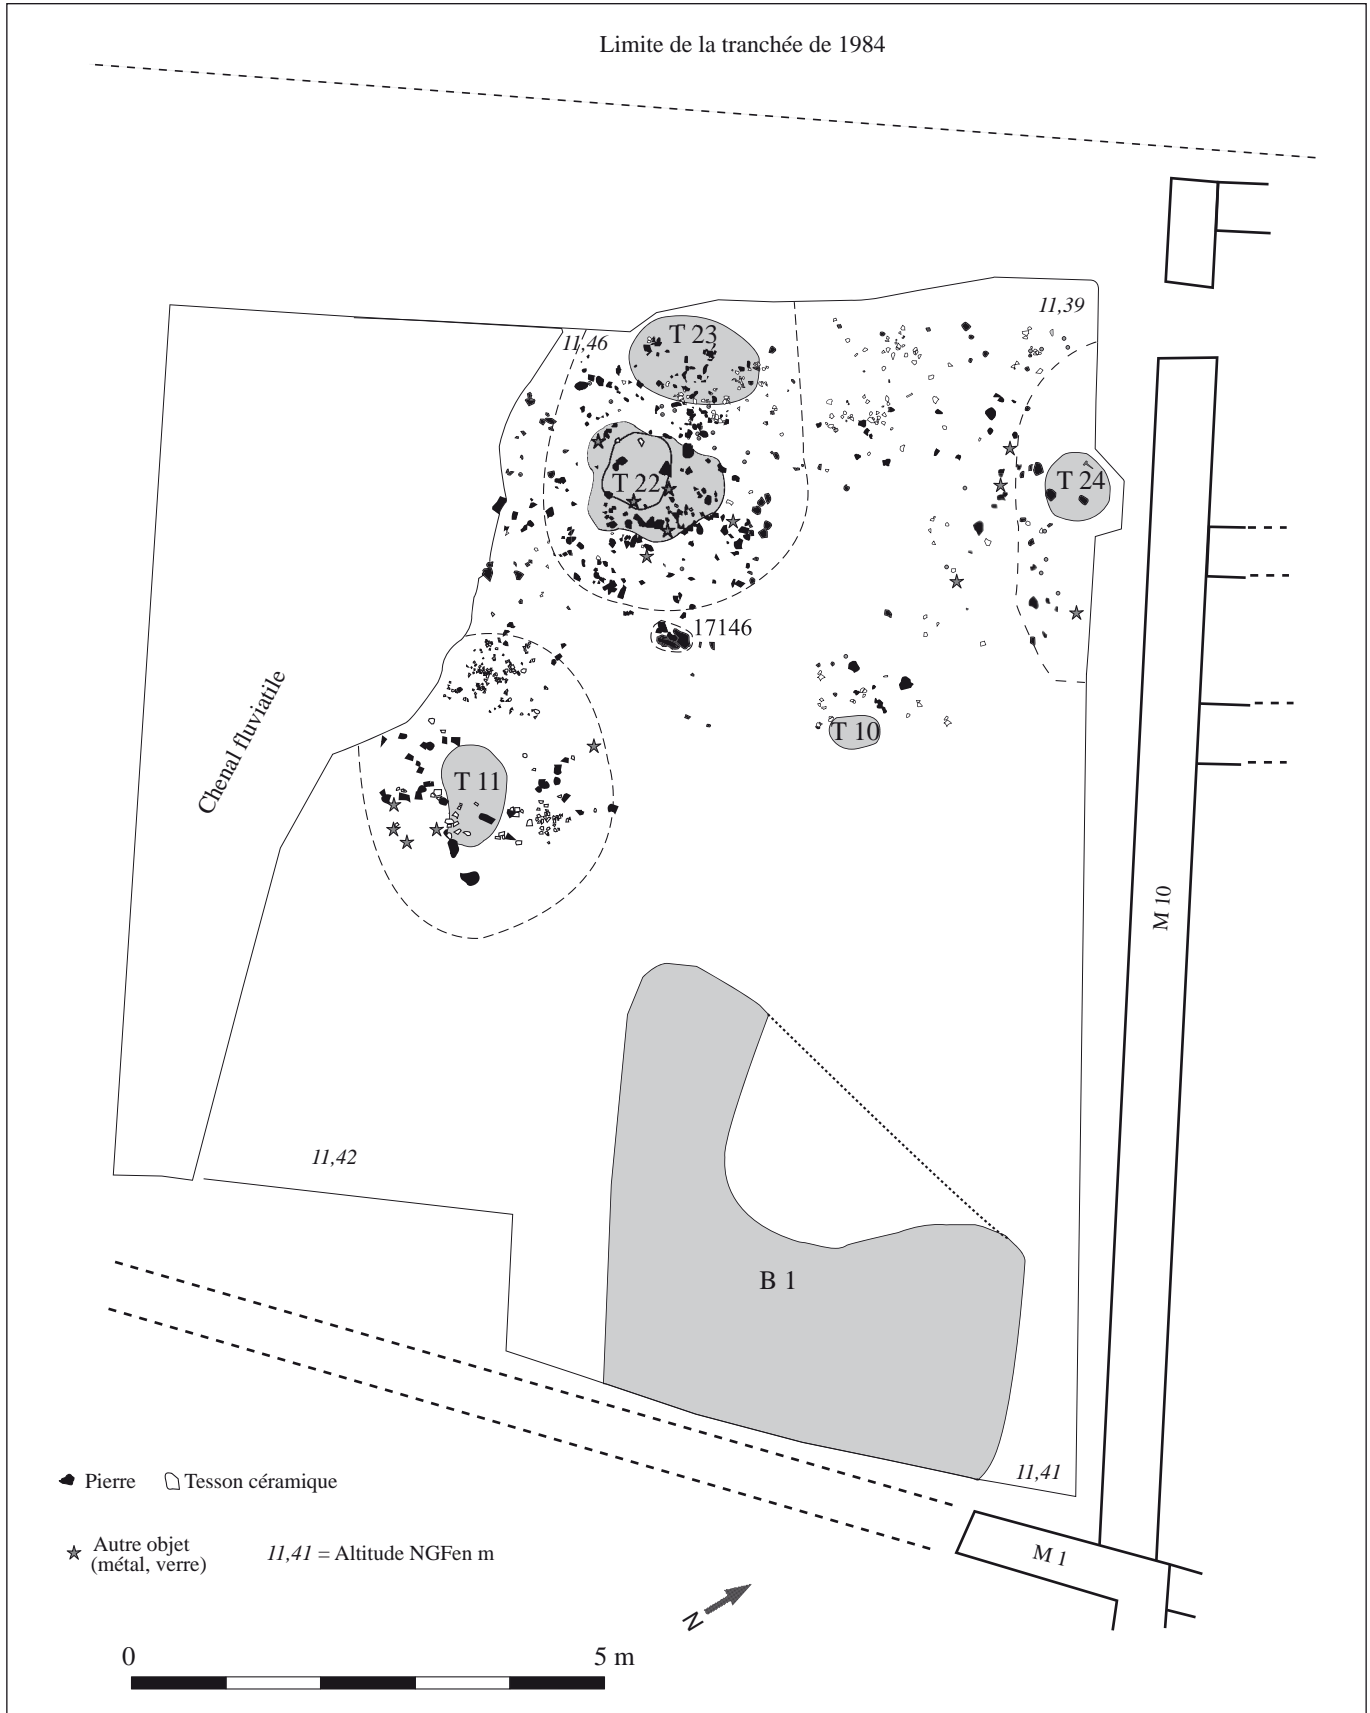 Limite de la tranchée de 1984
11,39
11,46
T 23
T 22
T 24
17146
T 10
T 11
Chenal fluviatile
M 10
11,42
B 1
11,41
M 1
Pierre
Tesson céramique
Autre objet
(métal, verre)
11,41 = Altitude NGFen m
N
0
5 m